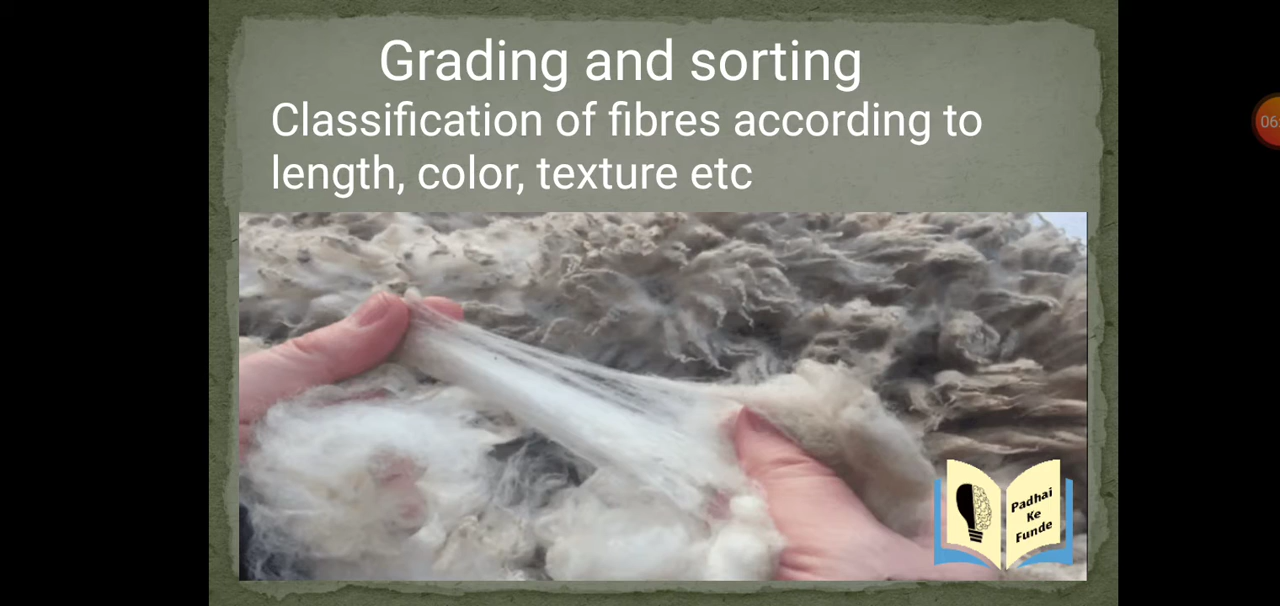 Grading and sorting
Classification of fibres according to
length, color, texture etc
Padhai
Ke
Funde